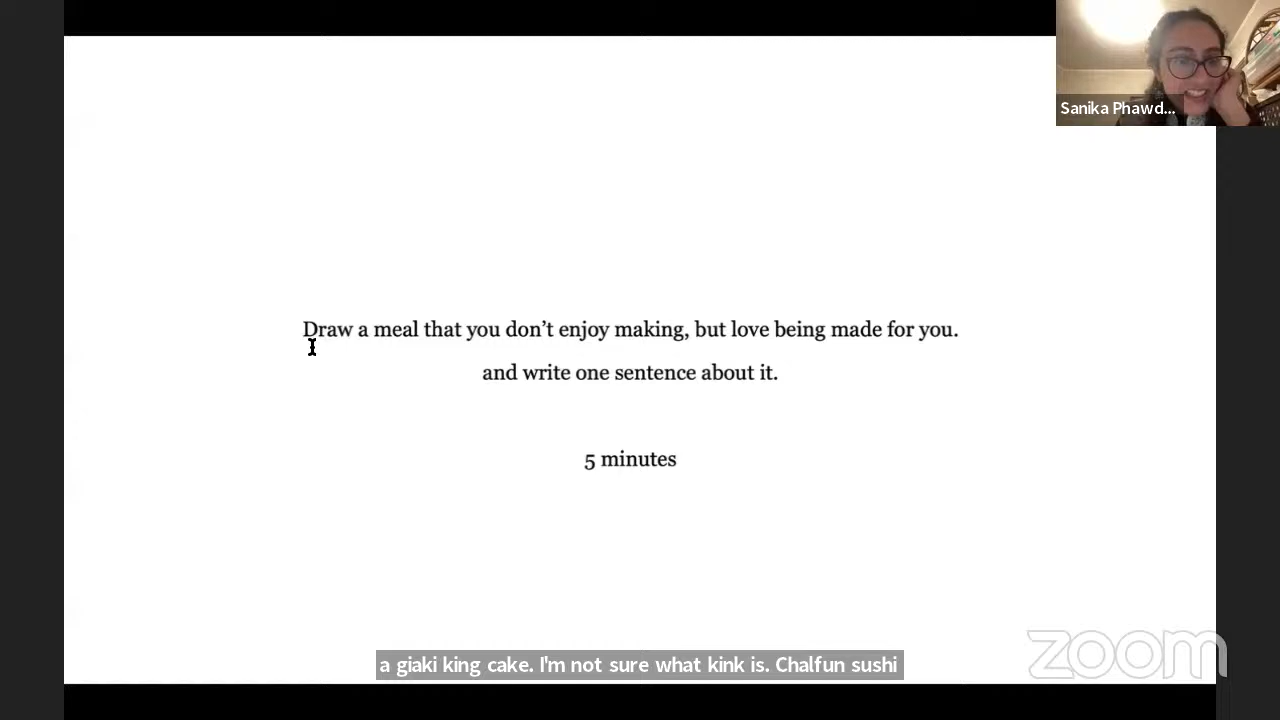 Sanika Phawd...
Draw a meal that you don’t enjoy making, but love being made for you.
and write one sentence about it.
5 minutes
a giaki king cake. I'm not sure what kink is. Chalfun sushi
zoom